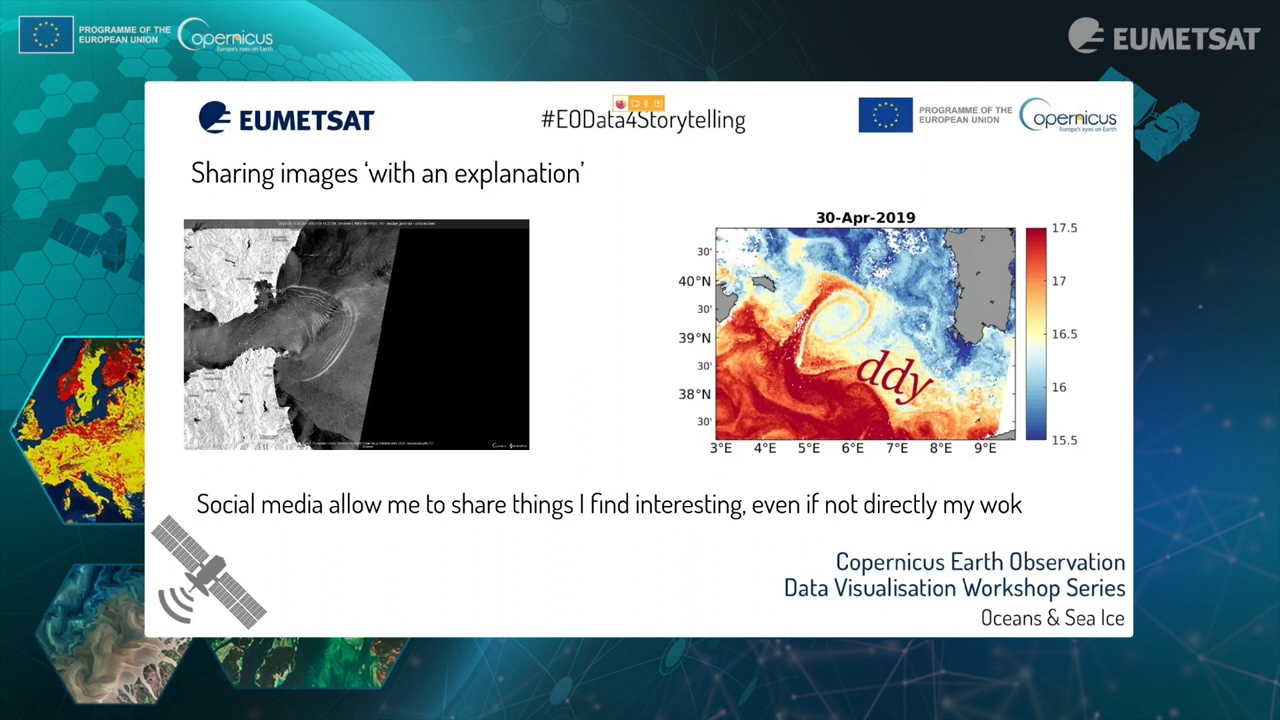 PROGRAMME OF THE
EUROPEAN UNION
opernicus
Europe's eyes on Earth
EUMETSAT
EUMETSAT
#EOData4Storytelling
PROGRAMME OF THE
EUROPEAN UNION
opernicus
Europe's eyes on Earth
Sharing images ‘with an explanation’
30-Apr-2019
30'
40°N
30'
39°N
30'
38°N
30'
3°E 4°E 5°E 6°E 7°E 8°E 9°E
17.5
17
16.5
16
15.5
ddy
Social media allow me to share things I find interesting, even if not directly my wok
Copernicus Earth Observation
Data Visualisation Workshop Series
Oceans & Sea Ice